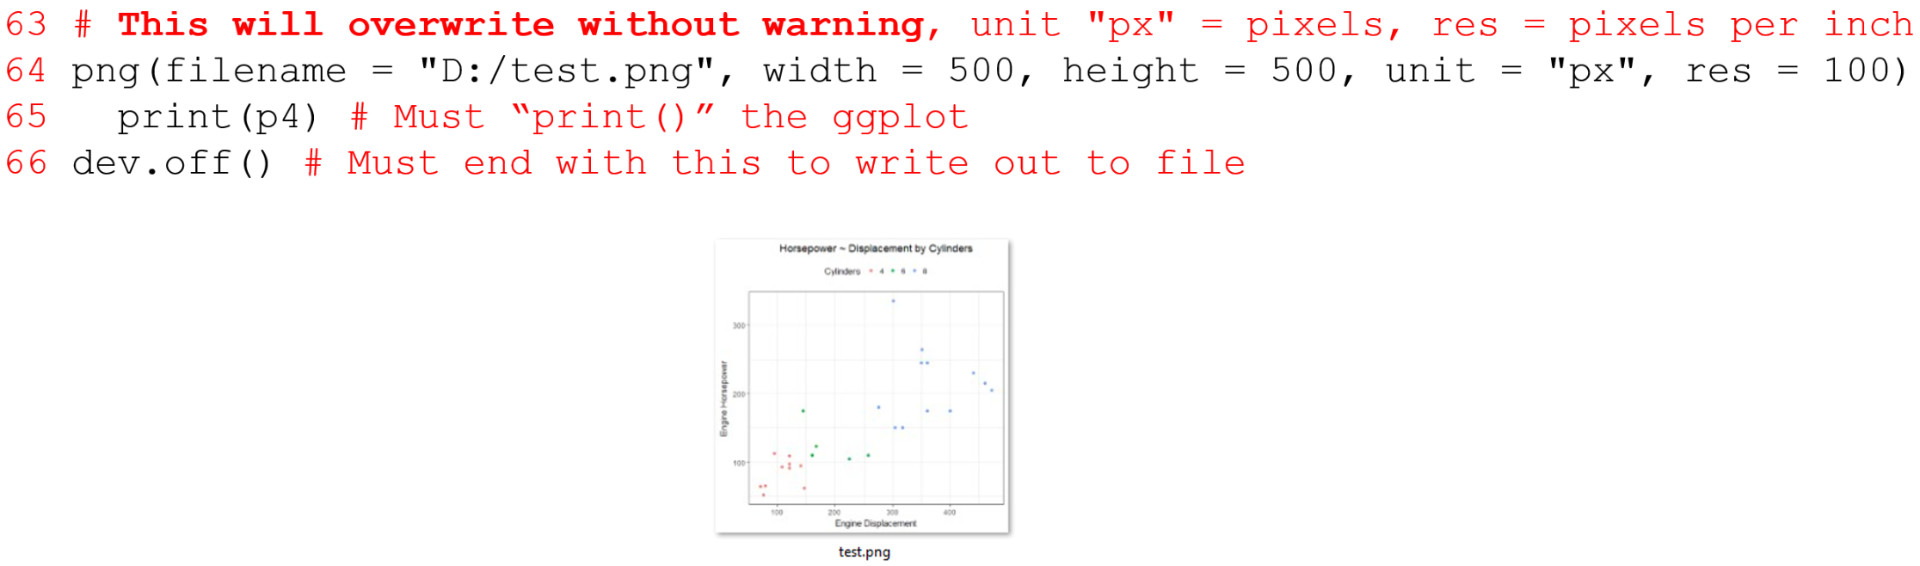 63 # This will overwrite without warning, unit "px" = pixels, res = pixels per inch
64 png(filename = "D:/test.png", width = 500, height = 500, unit = "px", res = 100)
65   print(p4) # Must “print()” the ggplot
66 dev.off() # Must end with this to write out to file
Horsepower ~ Displacement by Cylinders
Cylinders 4 6 8
300
200
100
Engine Horsepower
100 200 300 400
Engine Displacement
test.png